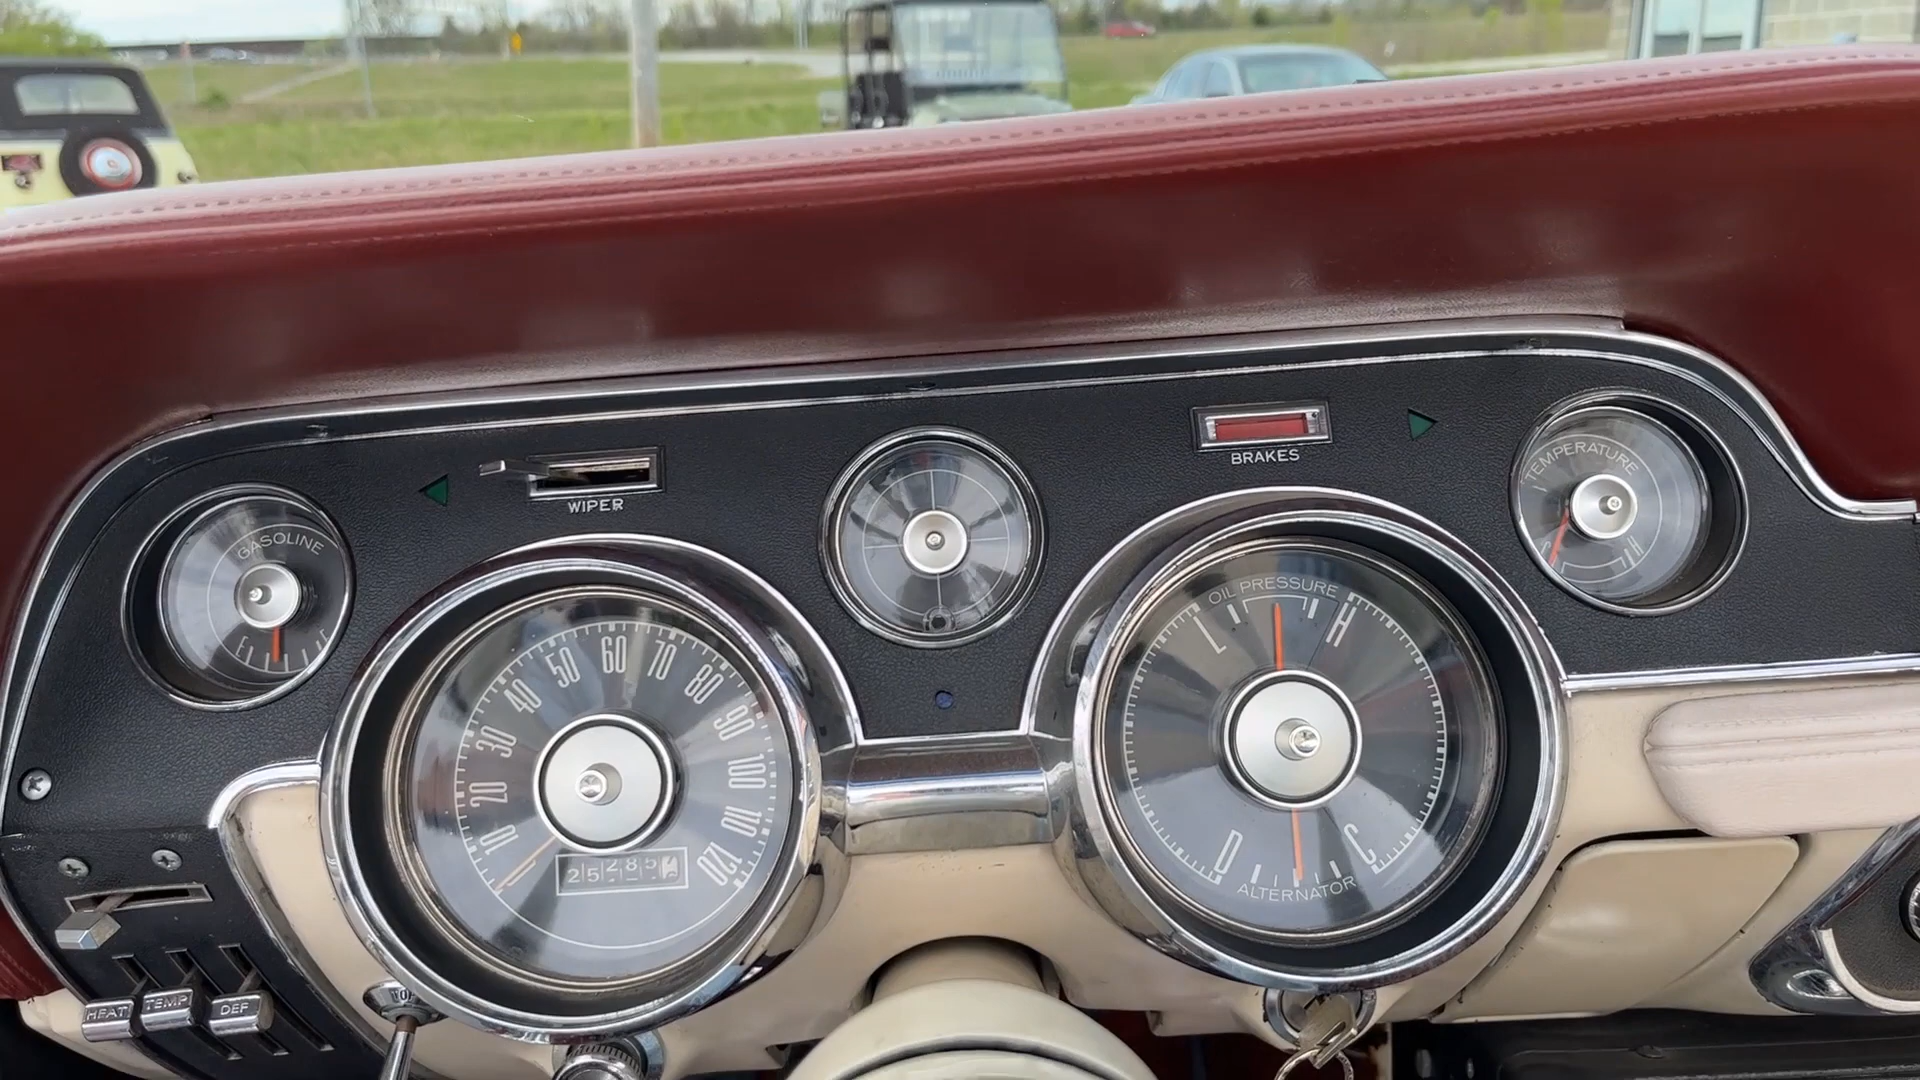 BRAKES
WIPER
TEMPERATURE
C H
GASOLINE
E F
OIL PRESSURE
L H
D C
ALTERNATOR
10 20 30 40 50 60 70 80 90 100 110 120
25285
HEAT TEMP DEF